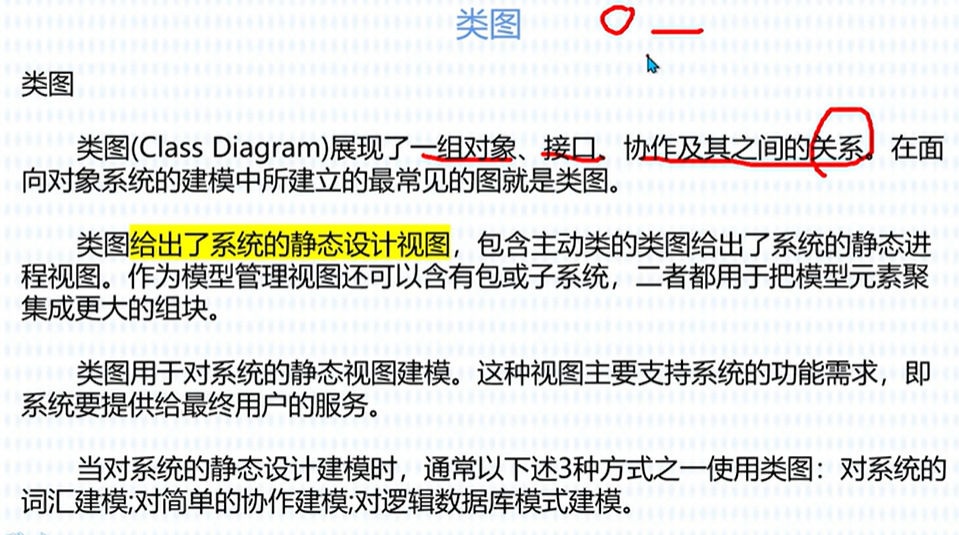 类图
类图
类图(Class Diagram)展现了一组对象、接口、协作及其之间的关系。在面
向对象系统的建模中所建立的最常见的图就是类图。
类图给出了系统的静态设计视图，包含主动类的类图给出了系统的静态进
程视图。作为模型管理视图还可以含有包或子系统，二者都用于把模型元素聚
集成更大的组块。
类图用于对系统的静态视图建模。这种视图主要支持系统的功能需求，即
系统要提供给最终用户的服务。
当对系统的静态设计建模时，通常以下述3种方式之一使用类图：对系统的
词汇建模;对简单的协作建模;对逻辑数据库模式建模。